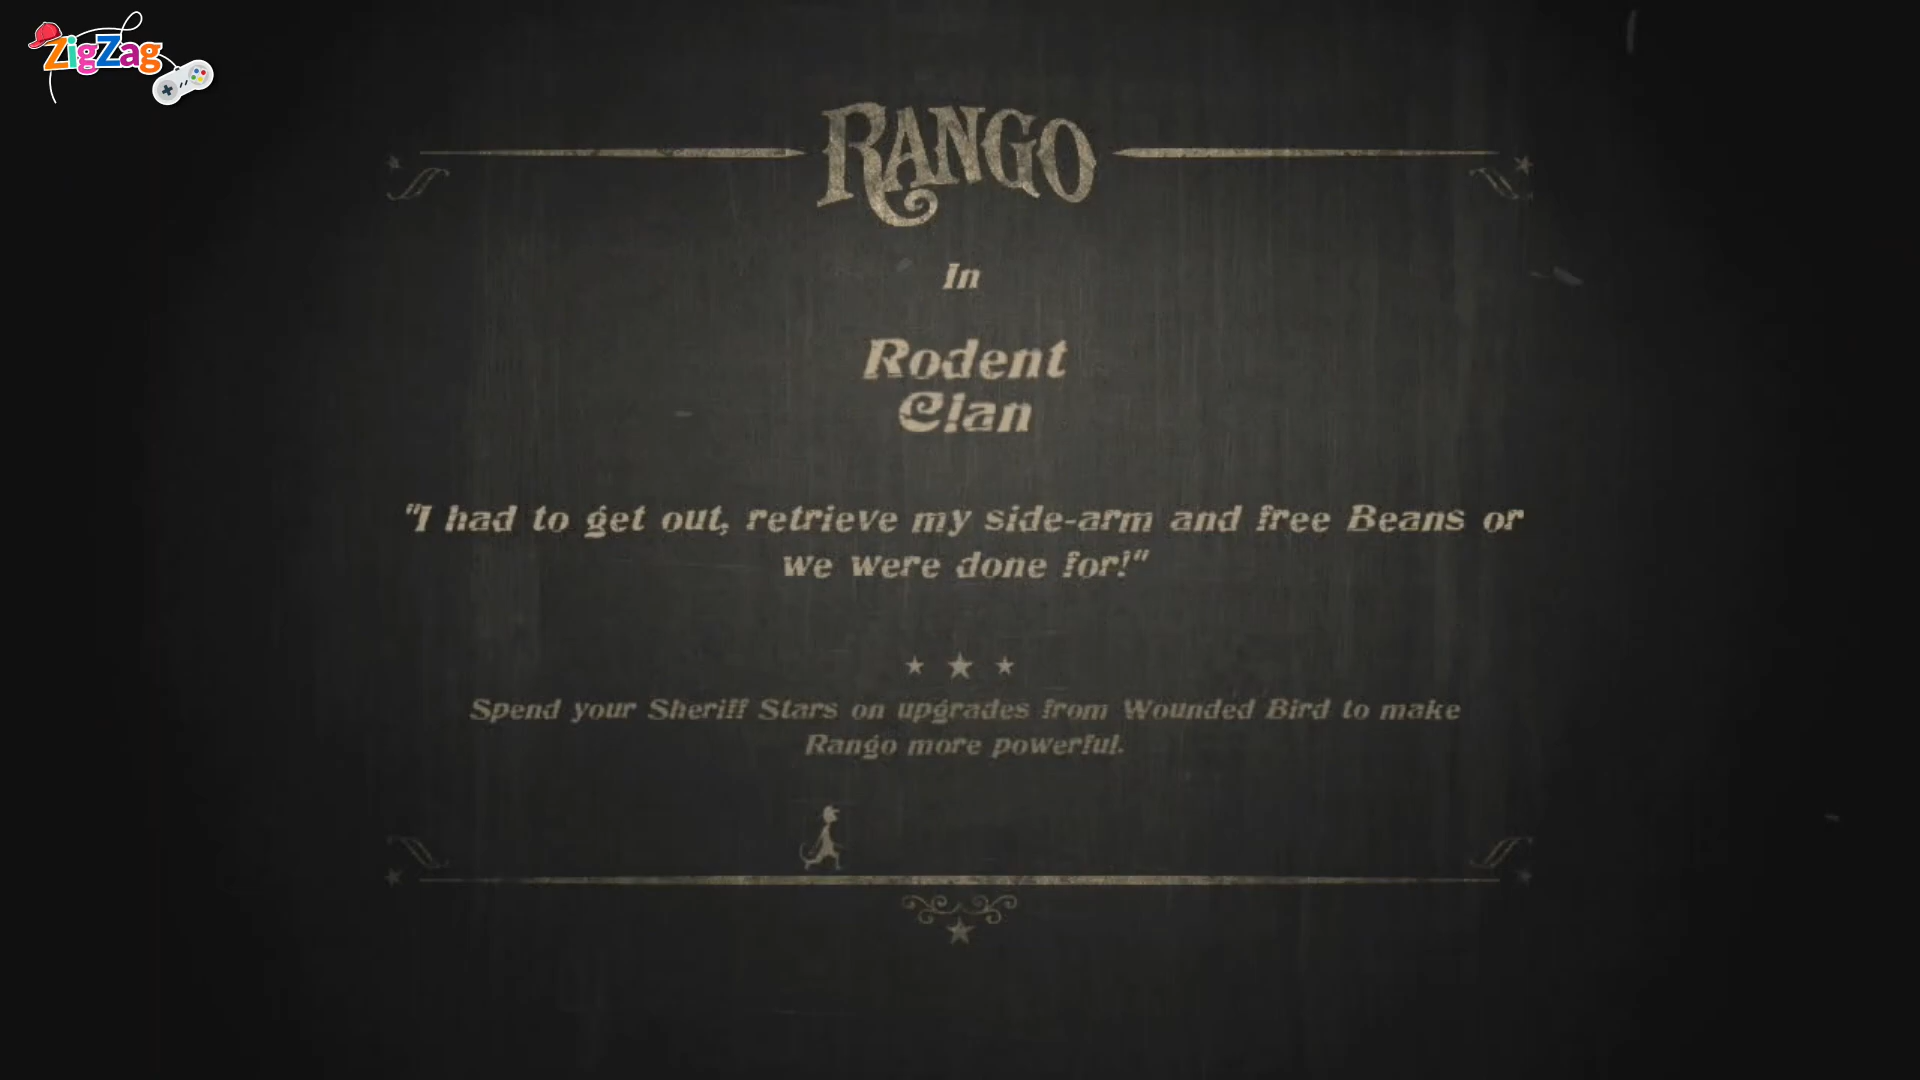 ZigZag
RANGO
In
Rodent
Clan
"I had to get out, retrieve my side-arm and free Beans or
we were done for!"
Spend your Sheriff Stars on upgrades from Wounded Bird to make
Rango more powerful.